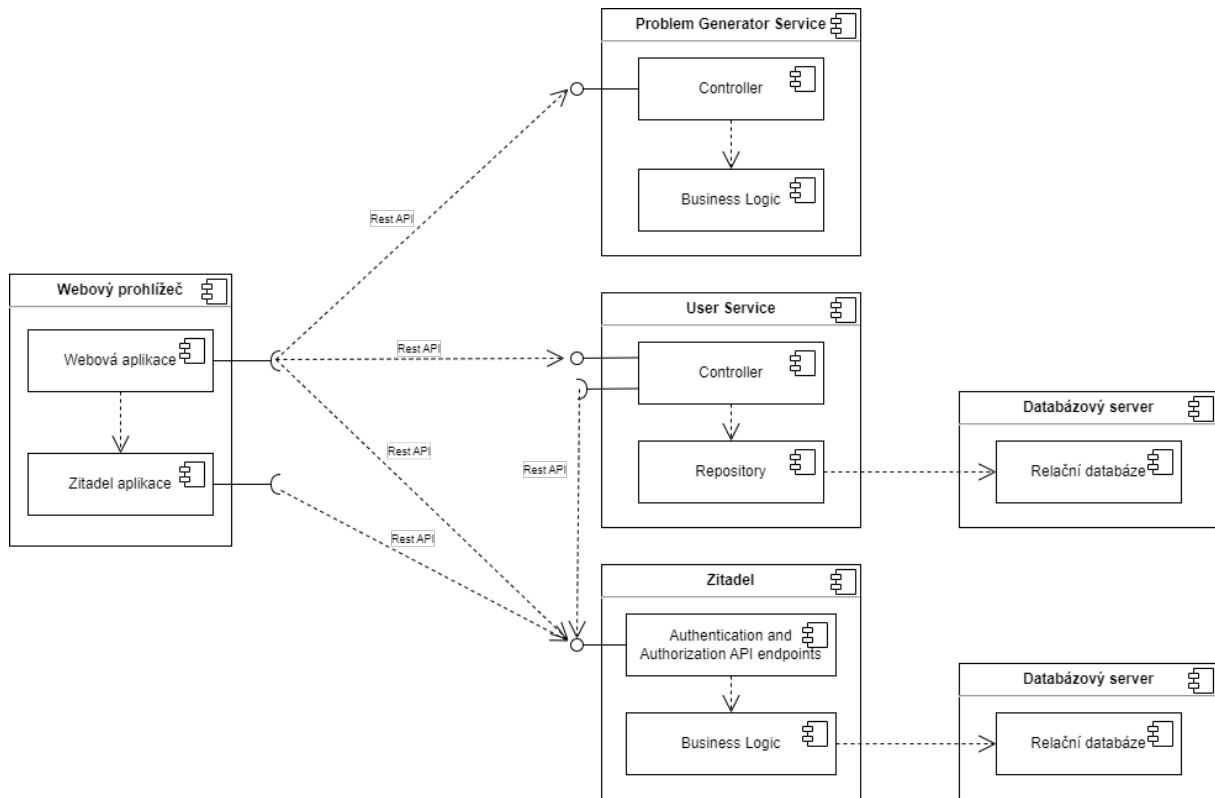 Problem Generator Service
Controller
Business Logic
Rest API
Webový prohlížeč
Webová aplikace
Zitadel aplikace
Rest API
Rest API
Rest API
Rest API
User Service
Controller
Repository
Databázový server
Relační databáze
Zitadel
Authentication and
Authorization API endpoints
Business Logic
Databázový server
Relační databáze